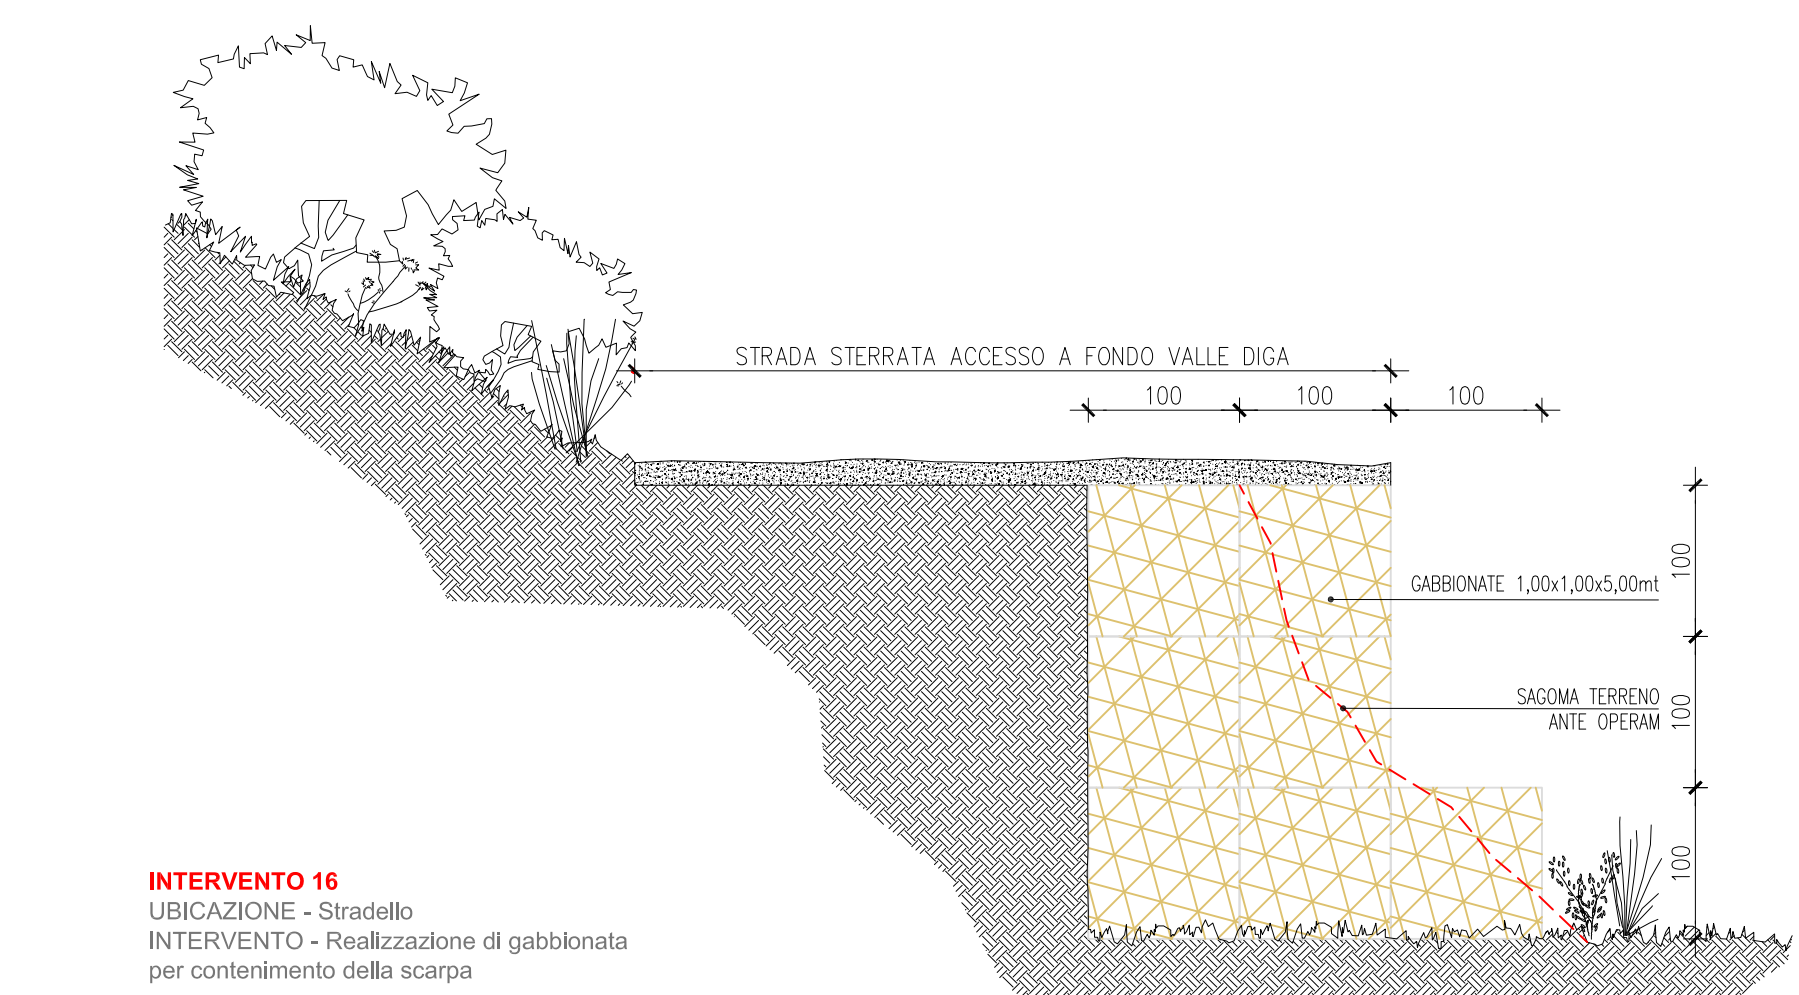 STRADA STERRATA ACCESSO A FONDO VALLE DIGA
100 100 100
100
GABBIONATE 1,00x1,00x5,00mt
SAGOMA TERRENO
ANTE OPERAM
100
100
INTERVENTO 16
UBICAZIONE - Stradello
INTERVENTO - Realizzazione di gabbionata
per contenimento della scarpa